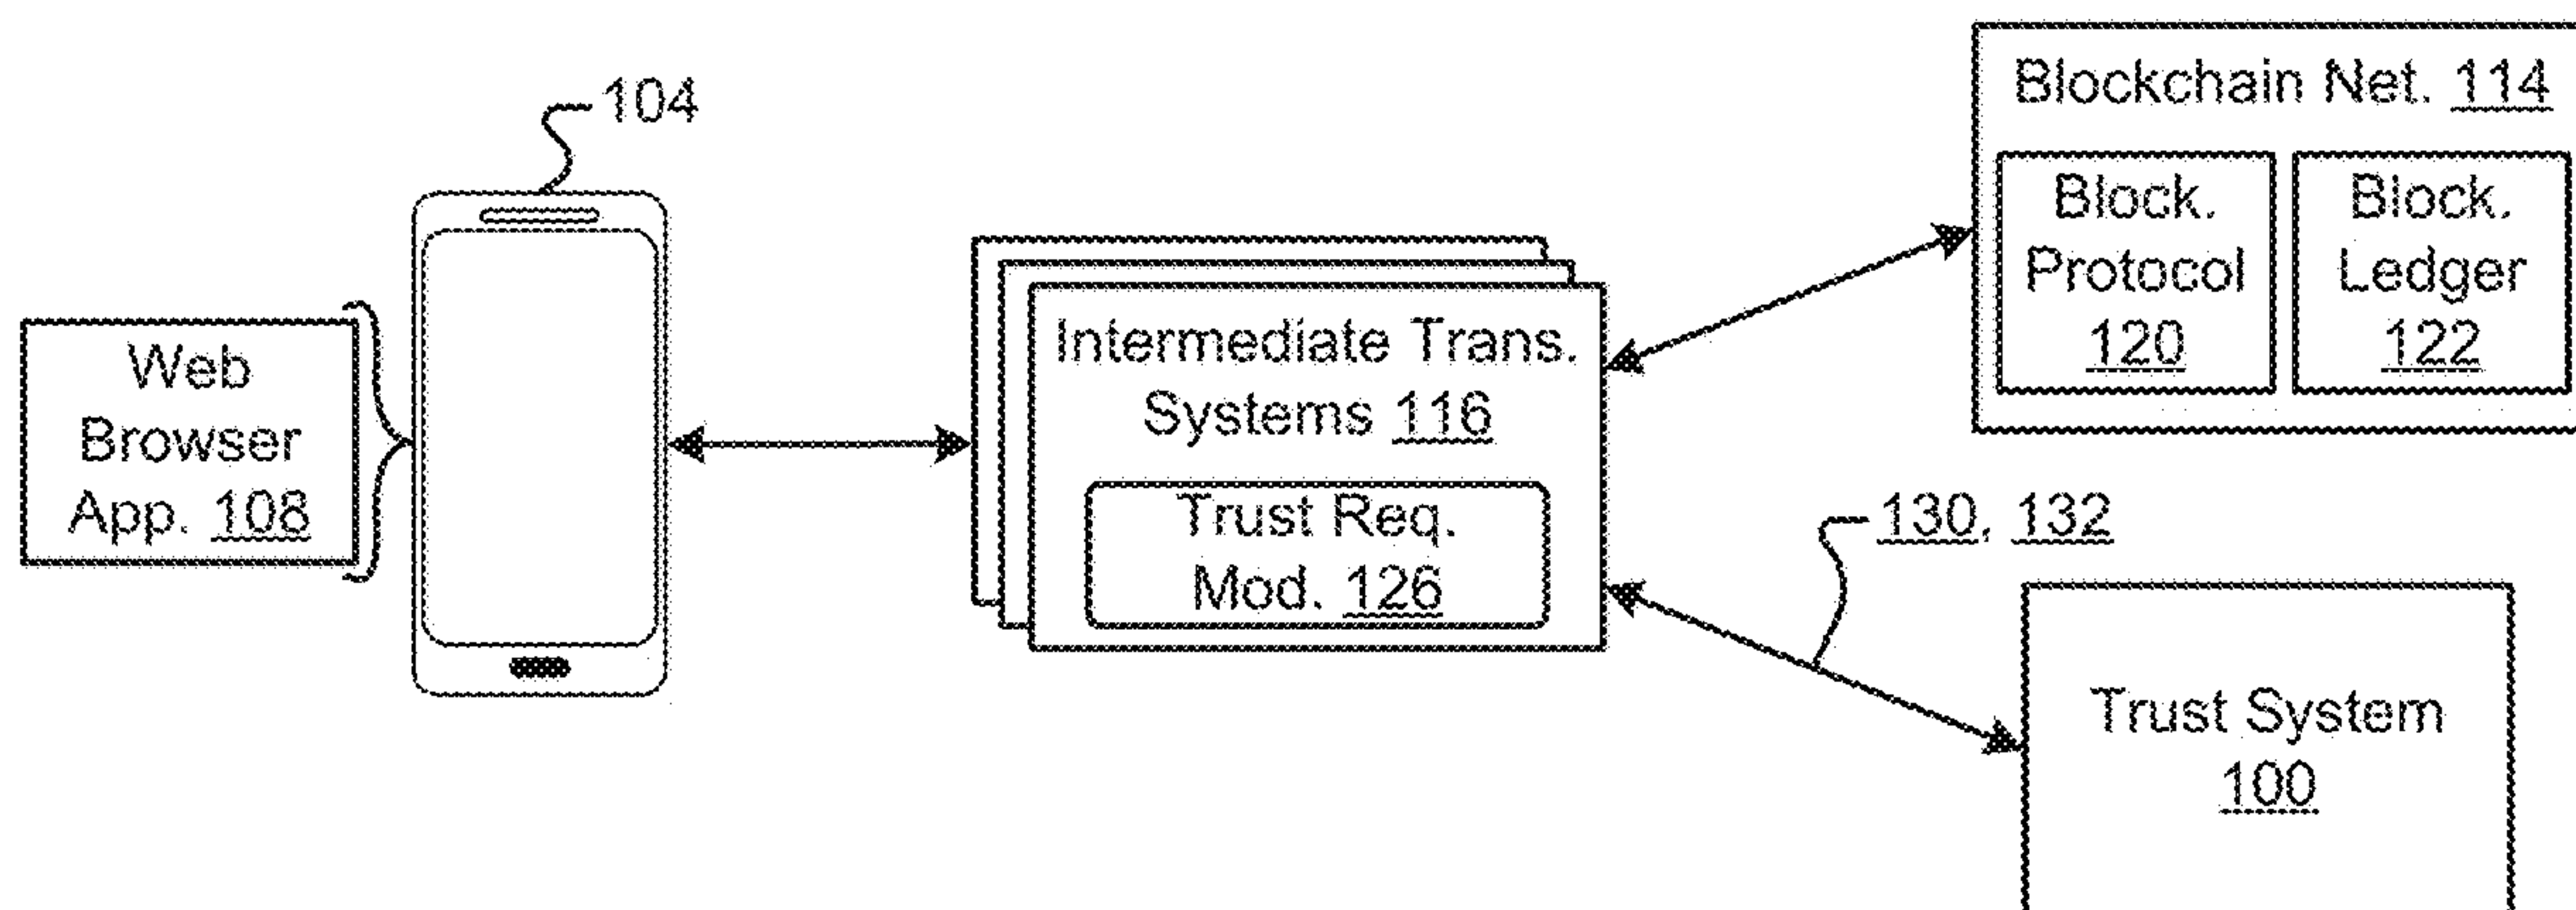 104
Web
Browser
App. 108
Intermediate Trans.
Systems 116
Trust Req.
Mod. 126
Blockchain Net. 114
Block.
Protocol
120
Block.
Ledger
122
130, 132
Trust System
100